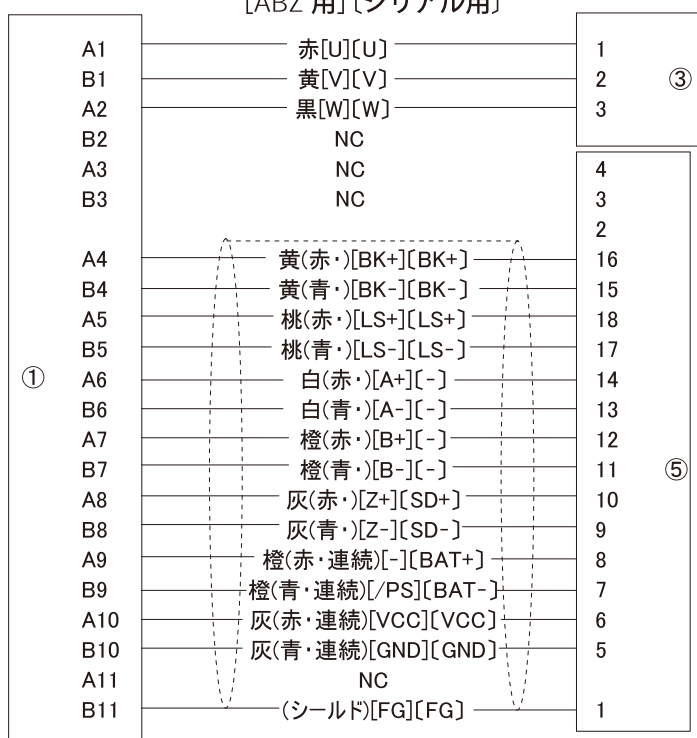 [ABZ 用]〔シリアル用〕
A1 赤[U]〔U〕 1
B1 黄[V]〔V〕 2 ③
A2 黒[W]〔W〕 3
B2 NC
A3 NC 4
B3 NC 3
2
A4 黄(赤・)[BK+]〔BK+〕 16
B4 黄(青・)[BK-]〔BK-〕 15
A5 桃(赤・)[LS+]〔LS+〕 18
B5 桃(青・)[LS-]〔LS-〕 17
① A6 白(赤・)[A+]〔-〕 14
B6 白(青・)[A-]〔-〕 13
A7 橙(赤・)[B+]〔-〕 12
B7 橙(青・)[B-]〔-〕 11 ⑤
A8 灰(赤・)[Z+]〔SD+〕 10
B8 灰(青・)[Z-]〔SD-〕 9
A9 橙(赤・連続)[-]〔BAT+〕 8
B9 橙(青・連続)[/PS]〔BAT-〕 7
A10 灰(赤・連続)[VCC]〔VCC〕 6
B10 灰(青・連続)[GND]〔GND〕 5
A11 NC
B11 (シールド)[FG]〔FG〕 1